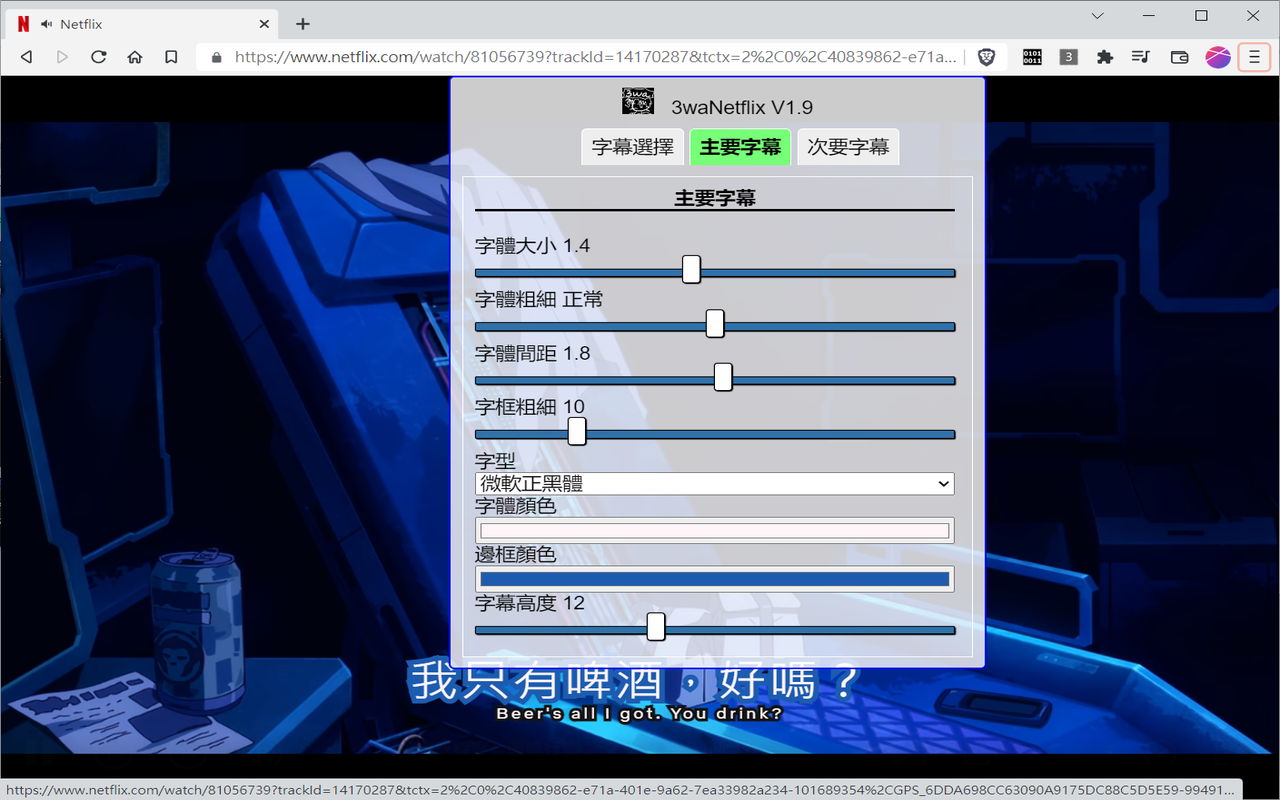 Netflix
https://www.netflix.com/watch/81056739?trackId=14170287&tctx=2%2C0%2C40839862-e71a...
0101
0011
3
3wa
3waNetflix V1.9
字幕選擇
主要字幕
次要字幕
主要字幕
字體大小 1.4
字體粗細 正常
字體間距 1.8
字框粗細 10
字型
微軟正黑體
字體顏色
邊框顏色
字幕高度 12
我只有啤酒，好嗎？
Beer's all I got. You drink?
https://www.netflix.com/watch/81056739?trackId=14170287&tctx=2%2C0%2C40839862-e71a-401e-9a62-7ea33982a234-101689354%2CGPS_6DDA698CC63090A9175DC88C5D5E59-99491...